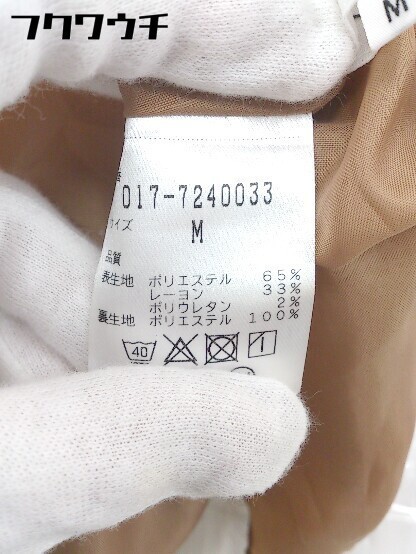 フクワウチ
M
017-7240033
サイズ
M
品質
表生地 ポリエステル 65%
レーヨン 33%
ポリウレタン 2%
裏生地 ポリエステル 100%
40